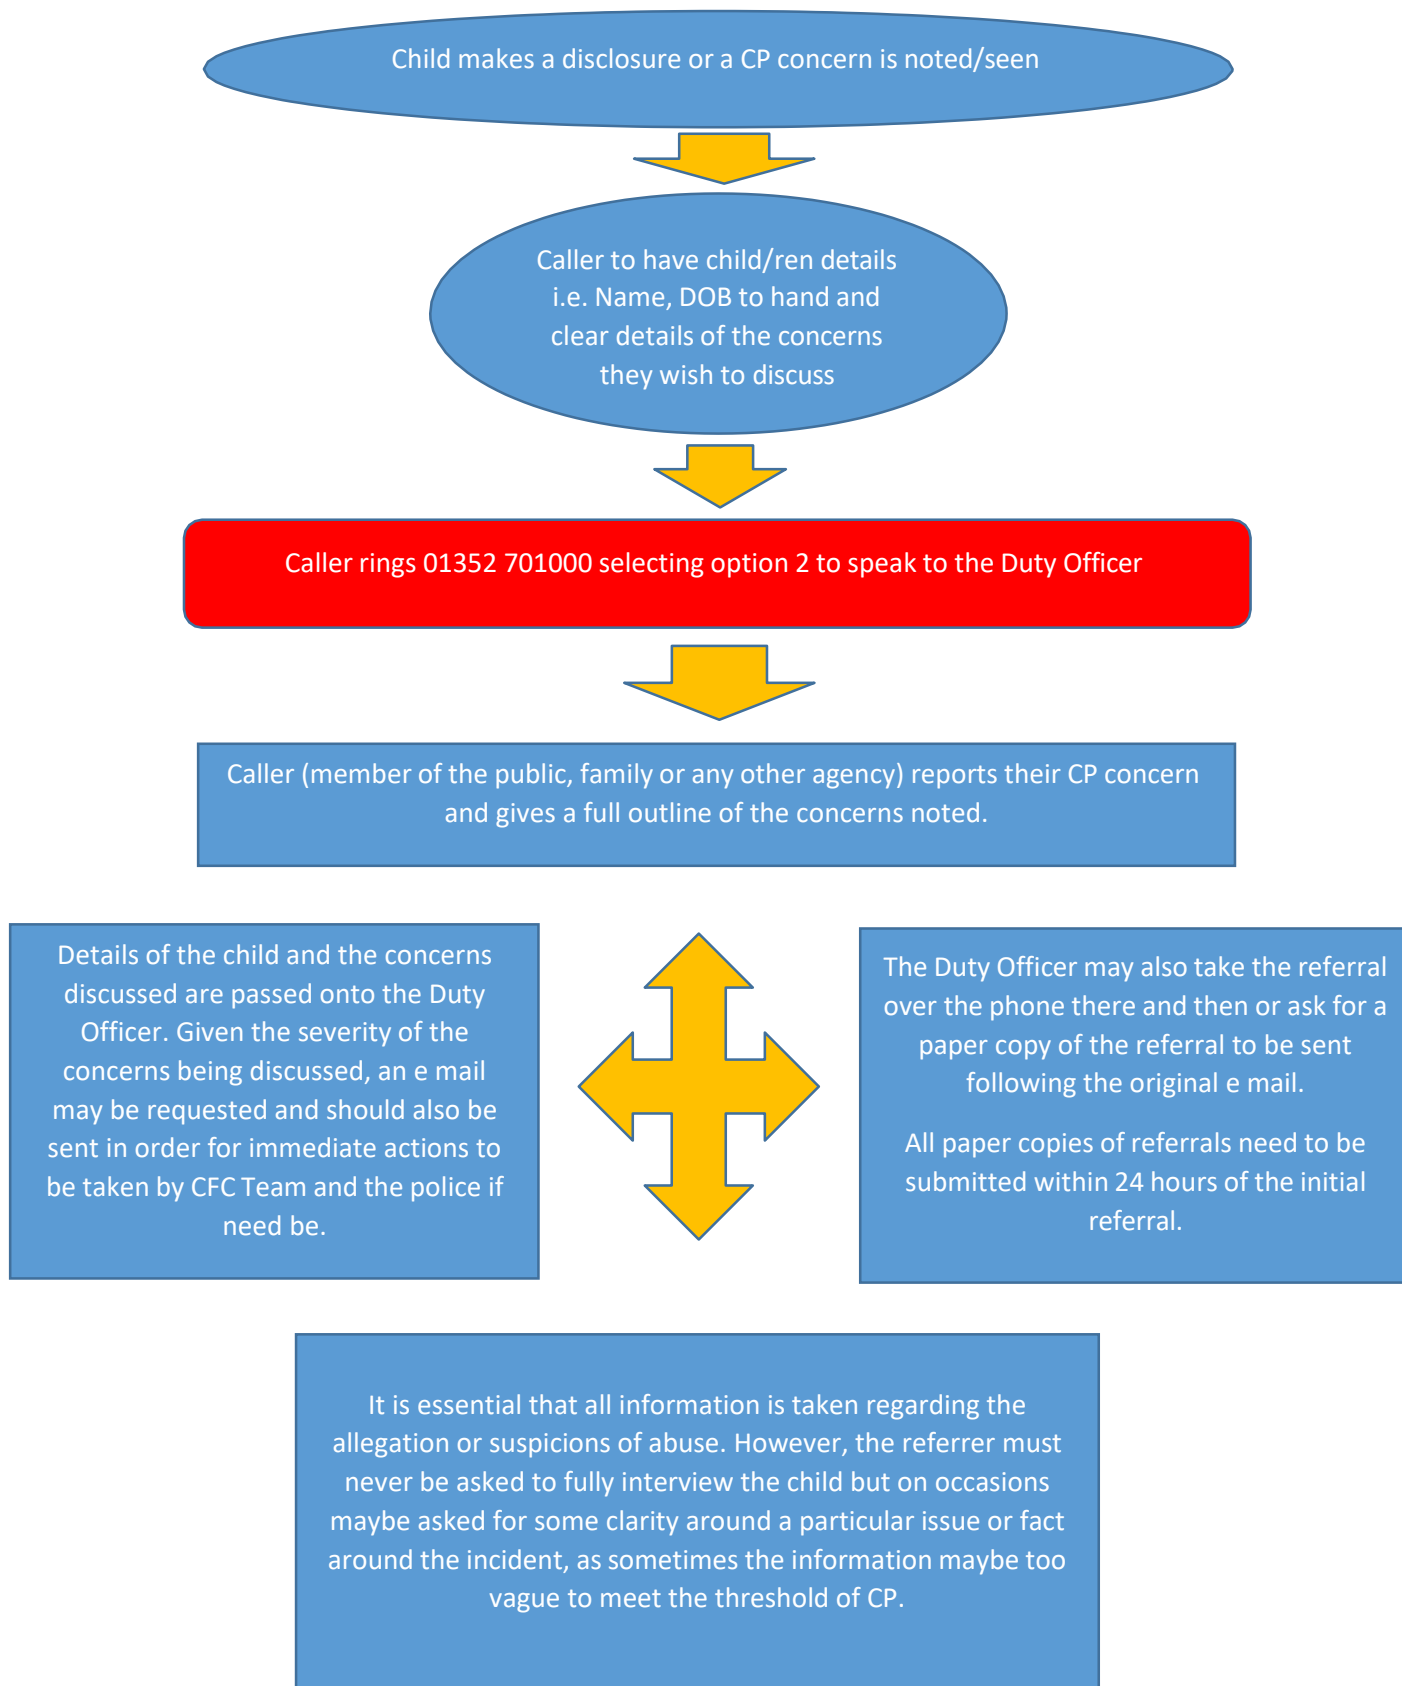 Child makes a disclosure or a CP concern is noted/seen
Caller to have child/ren details
i.e. Name, DOB to hand and
clear details of the concerns
they wish to discuss
Caller rings 01352 701000 selecting option 2 to speak to the Duty Officer
Caller (member of the public, family or any other agency) reports their CP concern
and gives a full outline of the concerns noted.
Details of the child and the concerns
discussed are passed onto the Duty
Officer. Given the severity of the
concerns being discussed, an e mail
may be requested and should also be
sent in order for immediate actions to
be taken by CFC Team and the police if
need be.
The Duty Officer may also take the referral
over the phone there and then or ask for a
paper copy of the referral to be sent
following the original e mail.
All paper copies of referrals need to be
submitted within 24 hours of the initial
referral.
It is essential that all information is taken regarding the
allegation or suspicions of abuse. However, the referrer must
never be asked to fully interview the child but on occasions
maybe asked for some clarity around a particular issue or fact
around the incident, as sometimes the information maybe too
vague to meet the threshold of CP.